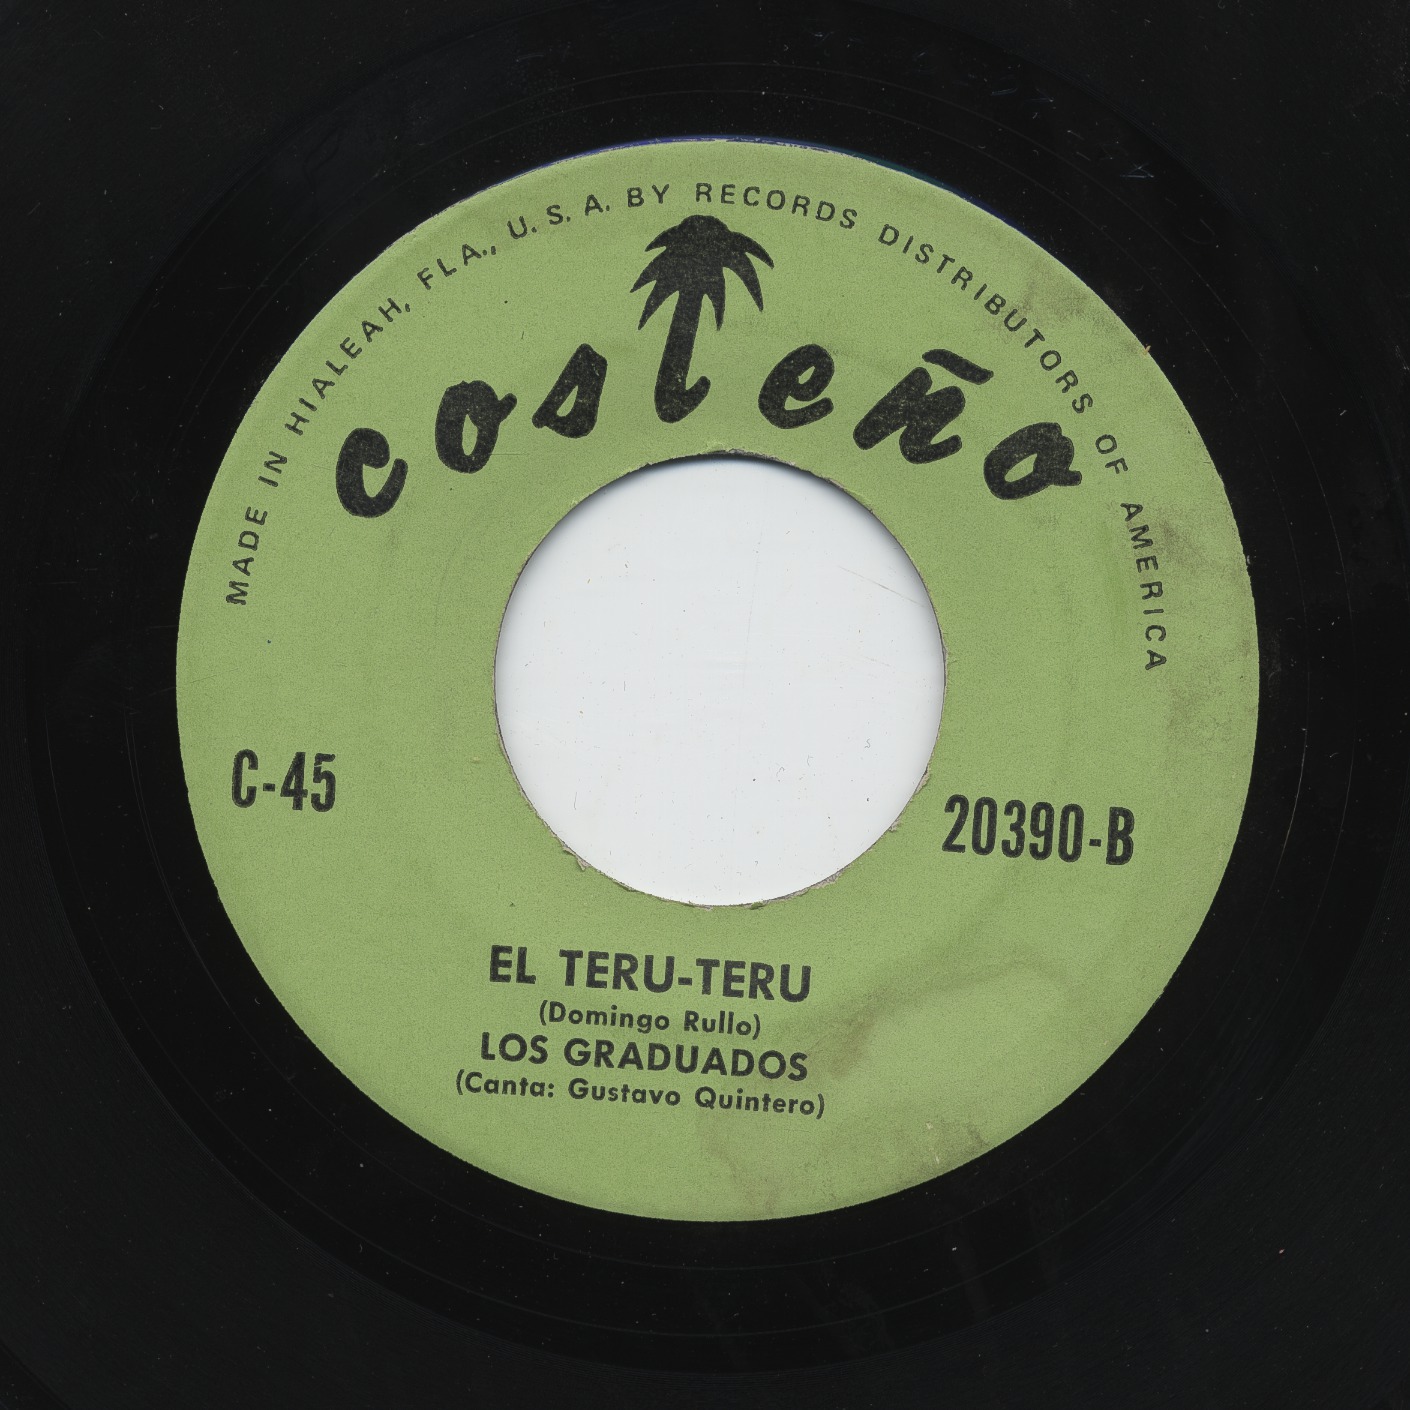 MADE IN HIALEAH, FLA., U.S.A. BY RECORDS DISTRIBUTORS OF AMERICA
costeño
C-45
20390-B
EL TERU-TERU
(Domingo Rullo)
LOS GRADUADOS
(Canta: Gustavo Quintero)